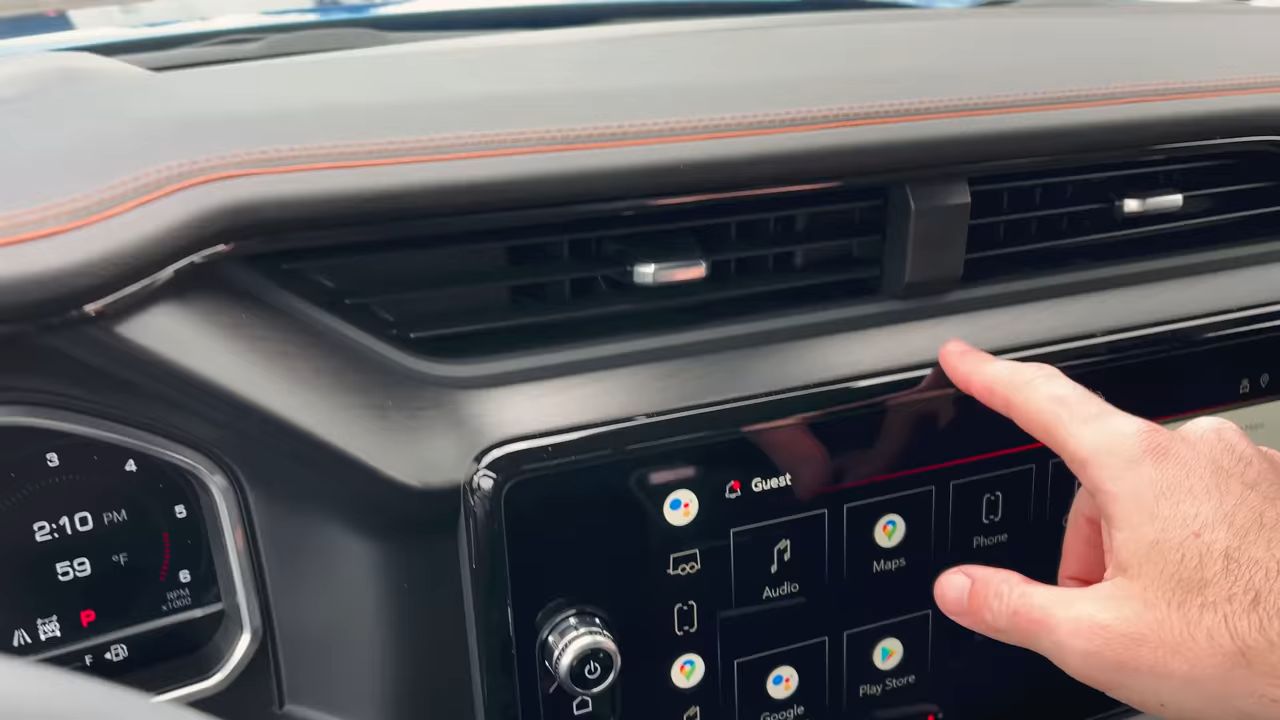 3
4
5
6
2:10 PM
59 °F
RPM
x1000
P
F
Guest
Audio
Maps
Phone
Google
Play Store